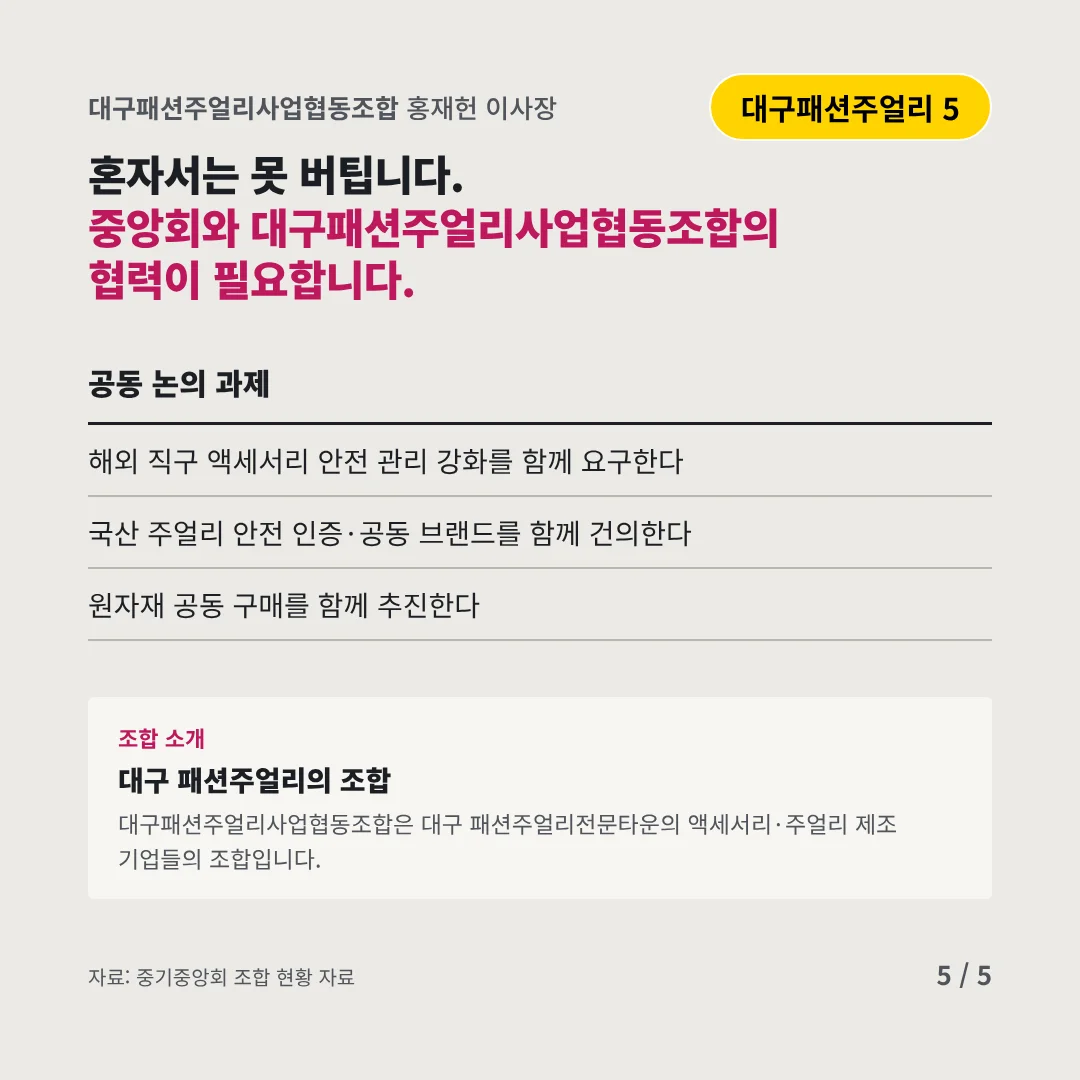 대구패션주얼리사업협동조합 홍재헌 이사장
대구패션주얼리 5
혼자서는 못 버팁니다.
중앙회와 대구패션주얼리사업협동조합의
협력이 필요합니다.
공동 논의 과제
해외 직구 액세서리 안전 관리 강화를 함께 요구한다
국산 주얼리 안전 인증·공동 브랜드를 함께 건의한다
원자재 공동 구매를 함께 추진한다
조합 소개
대구 패션주얼리의 조합
대구패션주얼리사업협동조합은 대구 패션주얼리전문타운의 액세서리·주얼리 제조
기업들의 조합입니다.
자료: 중기중앙회 조합 현황 자료
5 / 5